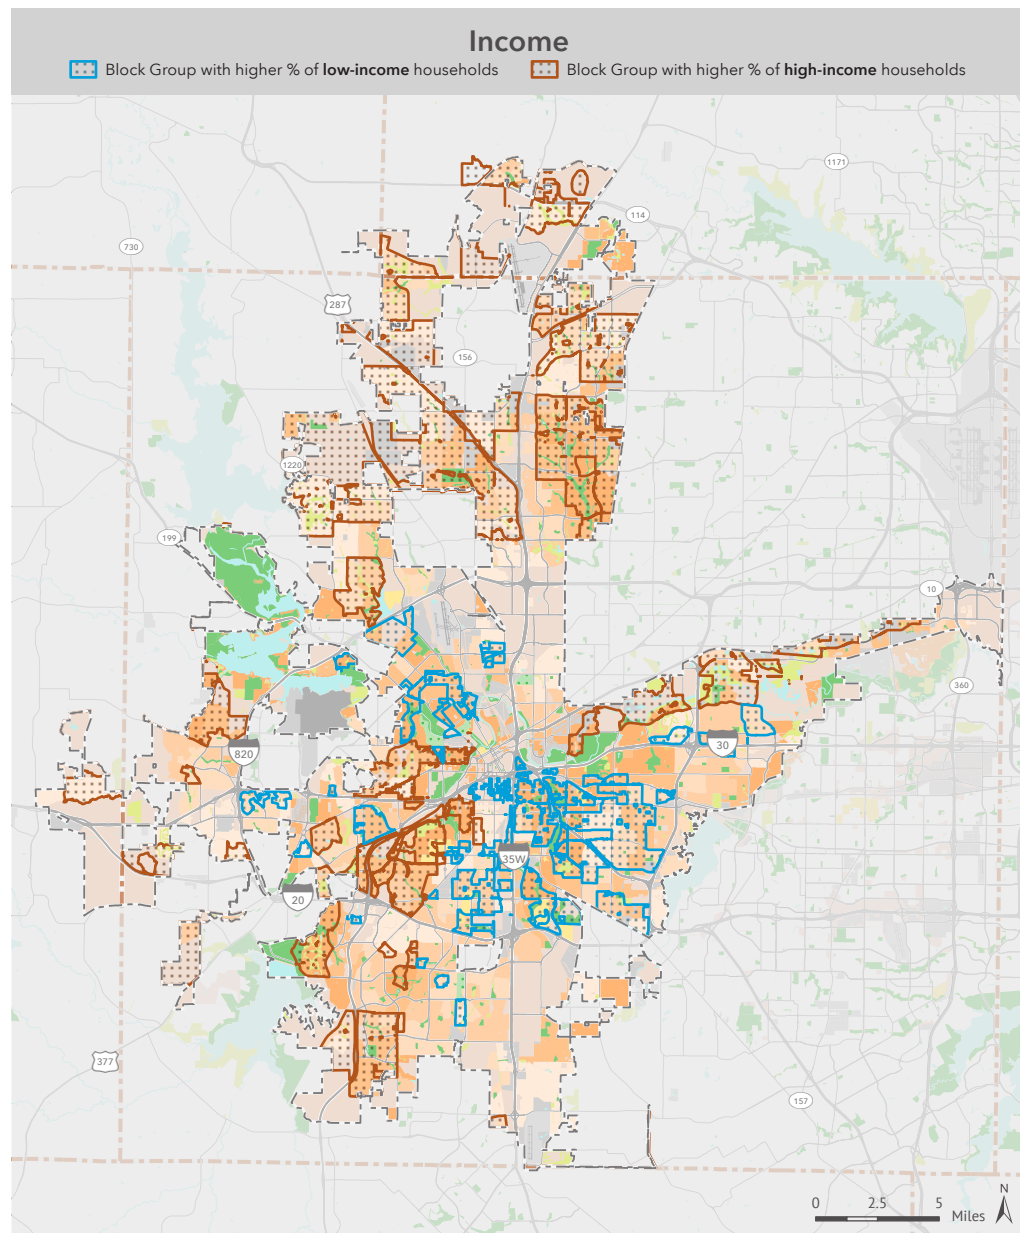 Income
Block Group with higher % of low-income households
Block Group with higher % of high-income households
1171
114
730
287
156
1220
199
10
360
820
30
35W
20
377
157
N
0 2.5 5
Miles